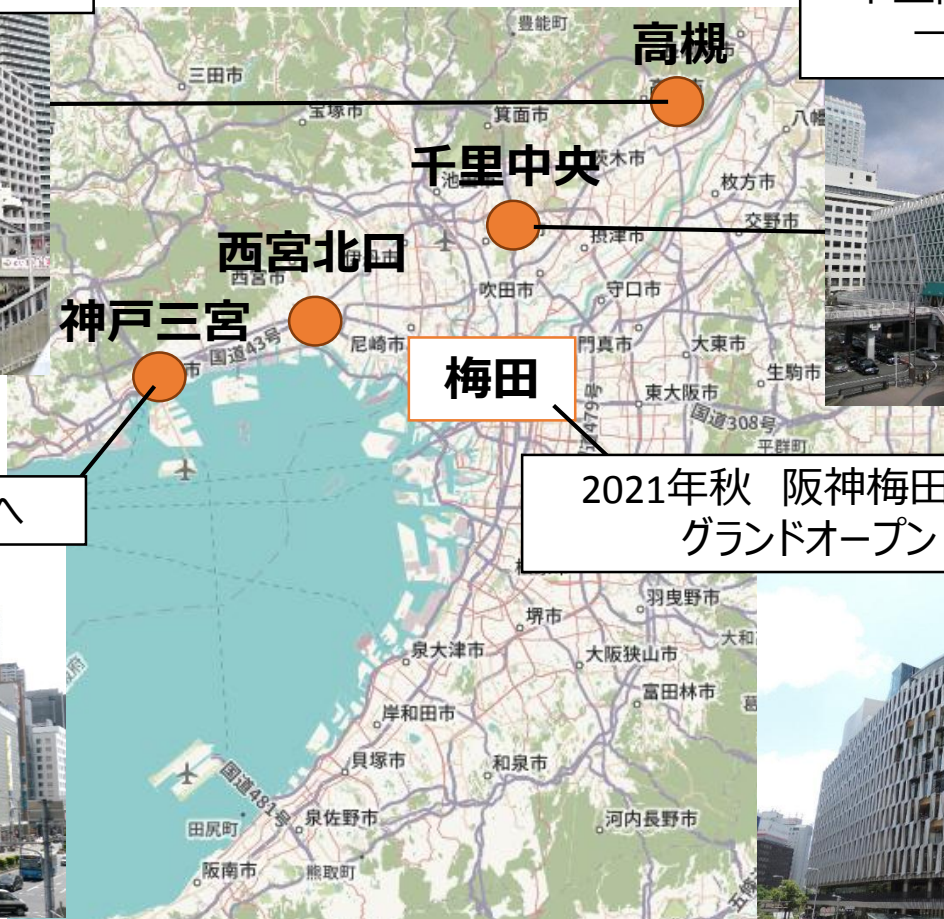 豊能町
高槻
三田市
宝塚市
箕面市
千里中央
茨木市
枚方市
交野市
摂津市
西宮北口
西宮市
吹田市
守口市
神戸三宮
国道43号
尼崎市
門真市
大東市
梅田
生駒市
東大阪市
国道479号
国道308号
平群町
へ
2021年秋 阪神梅田
グランドオープン
羽曳野市
堺市
泉大津市
大阪狭山市
富田林市
岸和田市
貝塚市
和泉市
国道481号
泉佐野市
河内長野市
田尻町
阪南市
熊取町